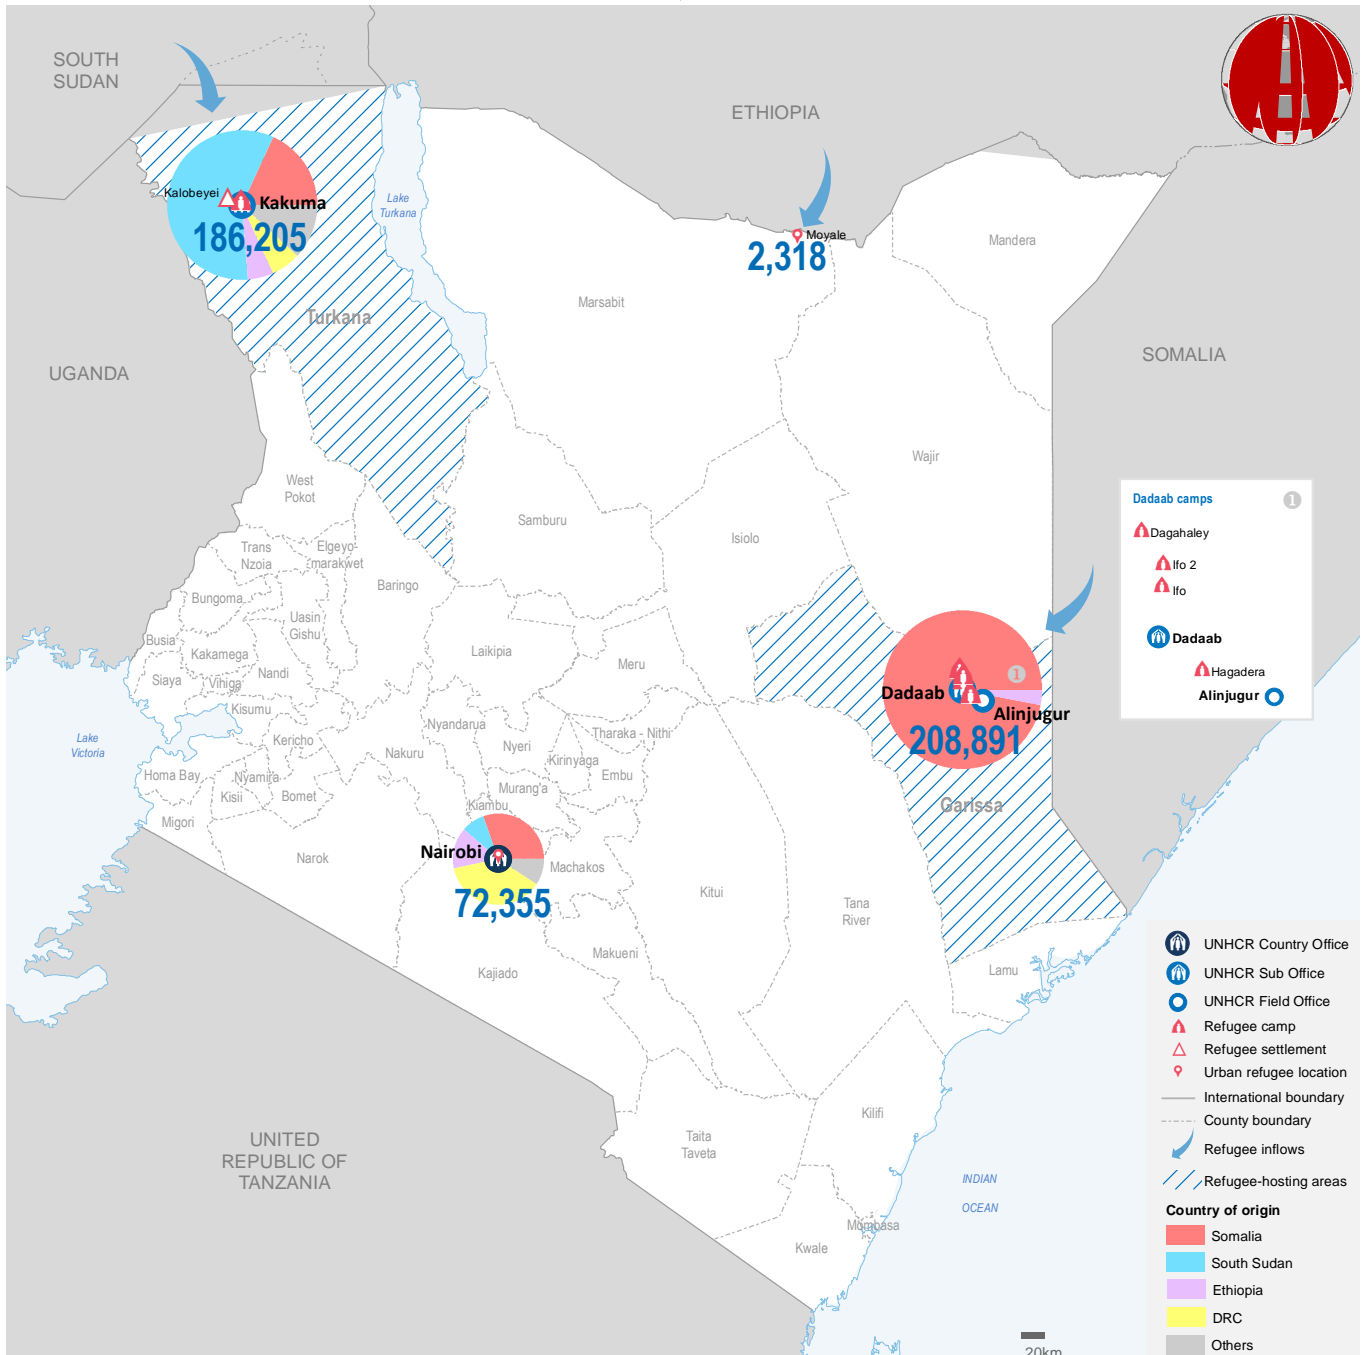 SOUTH
SUDAN
ETHIOPIA
Kalobeyei
Kakuma
186,205
Lake
Turkana
Moyale
2,318
Mandera
Marsabit
Turkana
UGANDA
SOMALIA
Wajir
West
Pokot
Samburu
Isiolo
Trans
Nzoia
Elgeyo-
marakwet
Baringo
Bungoma
Uasin
Gishu
Busia
Kakamega
Nandi
Laikipia
Meru
Siaya
Vihiga
Kisumu
Dadaab camps
1
Dagahaley
Ifo 2
Ifo
Dadaab
Hagadera
Alinjugur
1
Dadaab
Alinjugur
208,891
Garissa
Lake
Victoria
Nyandarua
Kericho
Nakuru
Nyeri
Tharaka - Nithi
Kirinyaga
Embu
Homa Bay
Nyamira
Kisii
Bomet
Murang'a
Kiambu
Migori
Narok
Nairobi
72,355
Machakos
Kitui
Tana
River
Makueni
Kajiado
Lamu
Kilifi
Taita
Taveta
UNITED
REPUBLIC OF
TANZANIA
INDIAN
OCEAN
Mombasa
Kwale
UNHCR Country Office
UNHCR Sub Office
UNHCR Field Office
Refugee camp
Refugee settlement
Urban refugee location
International boundary
County boundary
Refugee inflows
Refugee-hosting areas
Country of origin
Somalia
South Sudan
Ethiopia
DRC
Others
20km